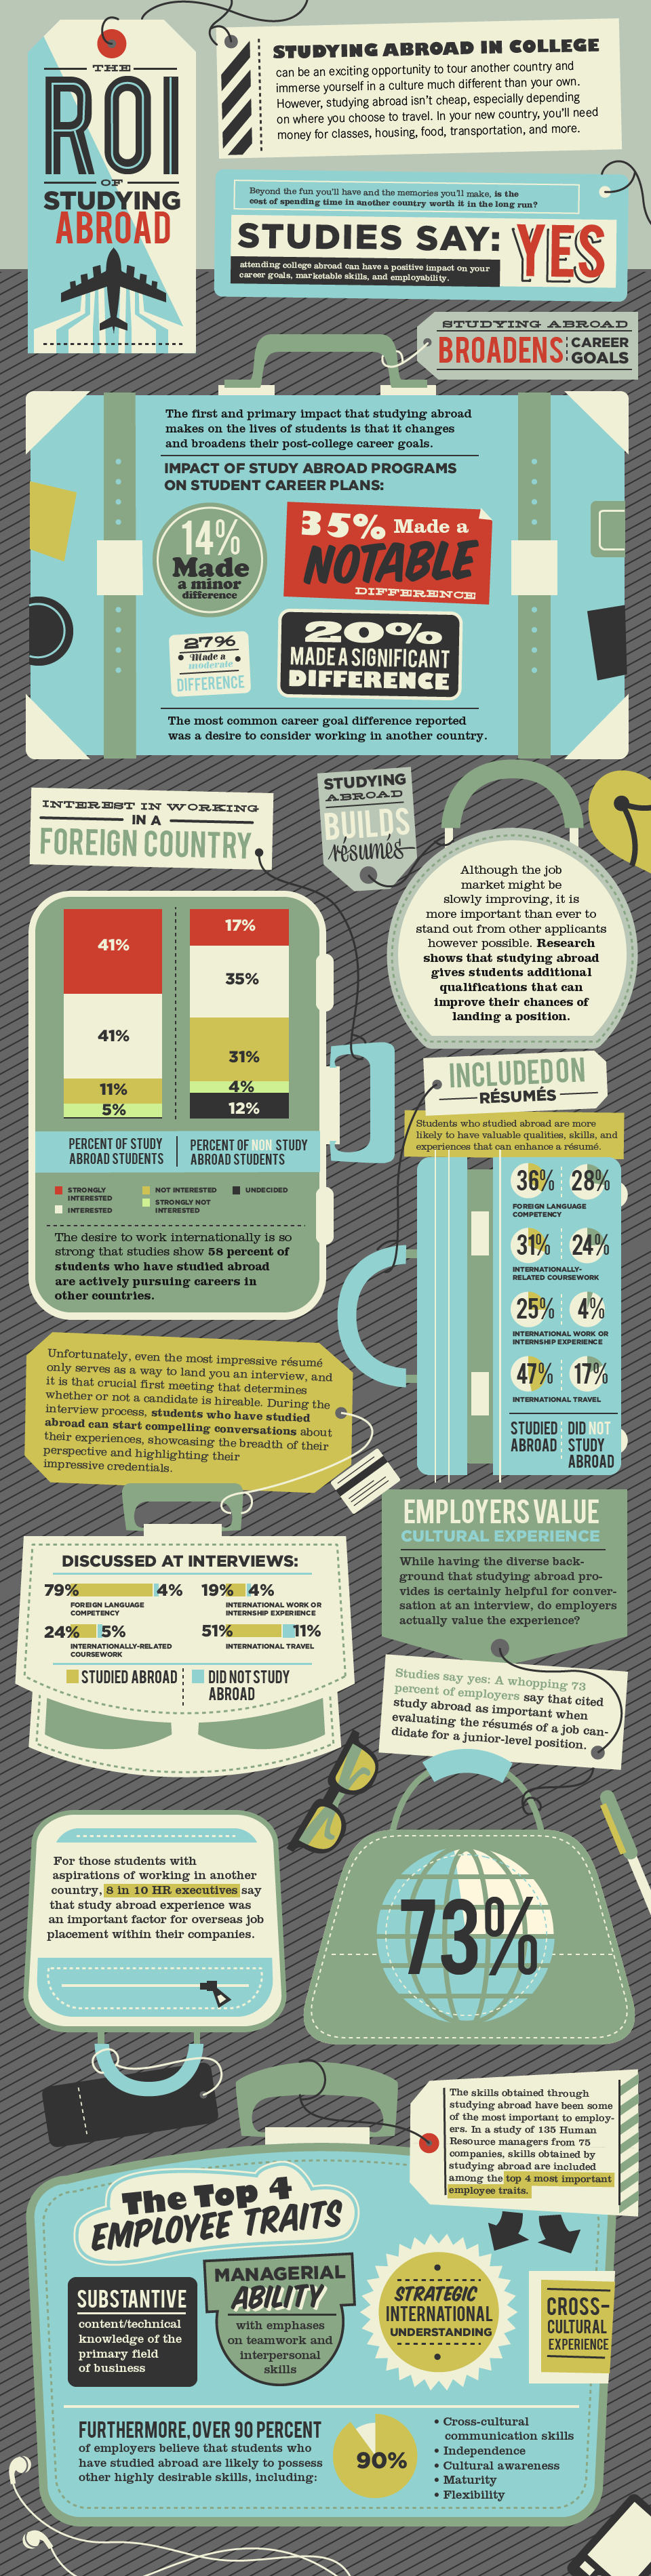 THE
ROI
OF
STUDYING
ABROAD
STUDYING ABROAD IN COLLEGE
can be an exciting opportunity to tour another country and
immerse yourself in a culture much different than your own.
However, studying abroad isn't cheap, especially depending
on where you choose to travel. In your new country, you'll need
money for classes, housing, food, transportation, and more.
Beyond the fun you'll have and the memories you'll make, is the
cost of spending time in another country worth it in the long run?
STUDIES SAY: YES
attending college abroad can have a positive impact on your
career goals, marketable skills, and employability.
STUDYING ABROAD
BROADENS CAREER
GOALS
The first and primary impact that studying abroad
makes on the lives of students is that it changes
and broadens their post-college career goals.
IMPACT OF STUDY ABROAD PROGRAMS
ON STUDENT CAREER PLANS:
14%
Made
a minor
difference
35% Made a
NOTABLE
DIFFERENCE
27%
Made a
moderate
DIFFERENCE
20%
MADE A SIGNIFICANT
DIFFERENCE
The most common career goal difference reported
was a desire to consider working in another country.
INTEREST IN WORKING
IN A
FOREIGN COUNTRY
STUDYING
ABROAD
BUILDS
résumés
Although the job
market might be
slowly improving, it is
more important than ever to
stand out from other applicants
however possible. Research
shows that studying abroad
gives students additional
qualifications that can
improve their chances of
landing a position.
41%
41%
11%
5%
17%
35%
31%
4%
12%
PERCENT OF STUDY
ABROAD STUDENTS
PERCENT OF NON STUDY
ABROAD STUDENTS
STRONGLY
INTERESTED
INTERESTED
NOT INTERESTED
STRONGLY NOT
INTERESTED
UNDECIDED
The desire to work internationally is so
strong that studies show 58 percent of
students who have studied abroad
are actively pursuing careers in
other countries.
INCLUDED ON
RÉSUMÉS
Students who studied abroad are more
likely to have valuable qualities, skills, and
experiences that can enhance a résumé.
36% 28%
FOREIGN LANGUAGE
COMPETENCY
31% 24%
INTERNATIONALLY-
RELATED COURSEWORK
25% 4%
INTERNATIONAL WORK OR
INTERNSHIP EXPERIENCE
47% 17%
INTERNATIONAL TRAVEL
STUDIED
ABROAD
DID NOT
STUDY
ABROAD
Unfortunately, even the most impressive résumé
only serves as a way to land you an interview, and
it is that crucial first meeting that determines
whether or not a candidate is hireable. During the
interview process, students who have studied
abroad can start compelling conversations about
their experiences, showcasing the breadth of their
perspective and highlighting their
impressive credentials.
DISCUSSED AT INTERVIEWS:
79% 4%
FOREIGN LANGUAGE
COMPETENCY
19% 4%
INTERNATIONAL WORK OR
INTERNSHIP EXPERIENCE
24% 5%
INTERNATIONALLY-RELATED
COURSEWORK
51% 11%
INTERNATIONAL TRAVEL
STUDIED ABROAD
DID NOT STUDY
ABROAD
EMPLOYERS VALUE
CULTURAL EXPERIENCE
While having the diverse back-
ground that studying abroad pro-
vides is certainly helpful for conver-
sation at an interview, do employers
actually value the experience?
Studies say yes: A whopping 73
percent of employers say that cited
study abroad as important when
evaluating the résumés of a job can-
didate for a junior-level position.
For those students with
aspirations of working in another
country, 8 in 10 HR executives say
that study abroad experience was
an important factor for overseas job
placement within their companies.
73%
The skills obtained through
studying abroad have been some
of the most important to employ-
ers. In a study of 135 Human
Resource managers from 75
companies, skills obtained by
studying abroad are included
among the top 4 most important
employee traits.
The Top 4
EMPLOYEE TRAITS
SUBSTANTIVE
content/technical
knowledge of the
primary field
of business
MANAGERIAL
ABILITY
with emphases
on teamwork and
interpersonal
skills
STRATEGIC
INTERNATIONAL
UNDERSTANDING
CROSS-
CULTURAL
EXPERIENCE
FURTHERMORE, OVER 90 PERCENT
of employers believe that students who
have studied abroad are likely to possess
other highly desirable skills, including:
90%
• Cross-cultural
communication skills
• Independence
• Cultural awareness
• Maturity
• Flexibility